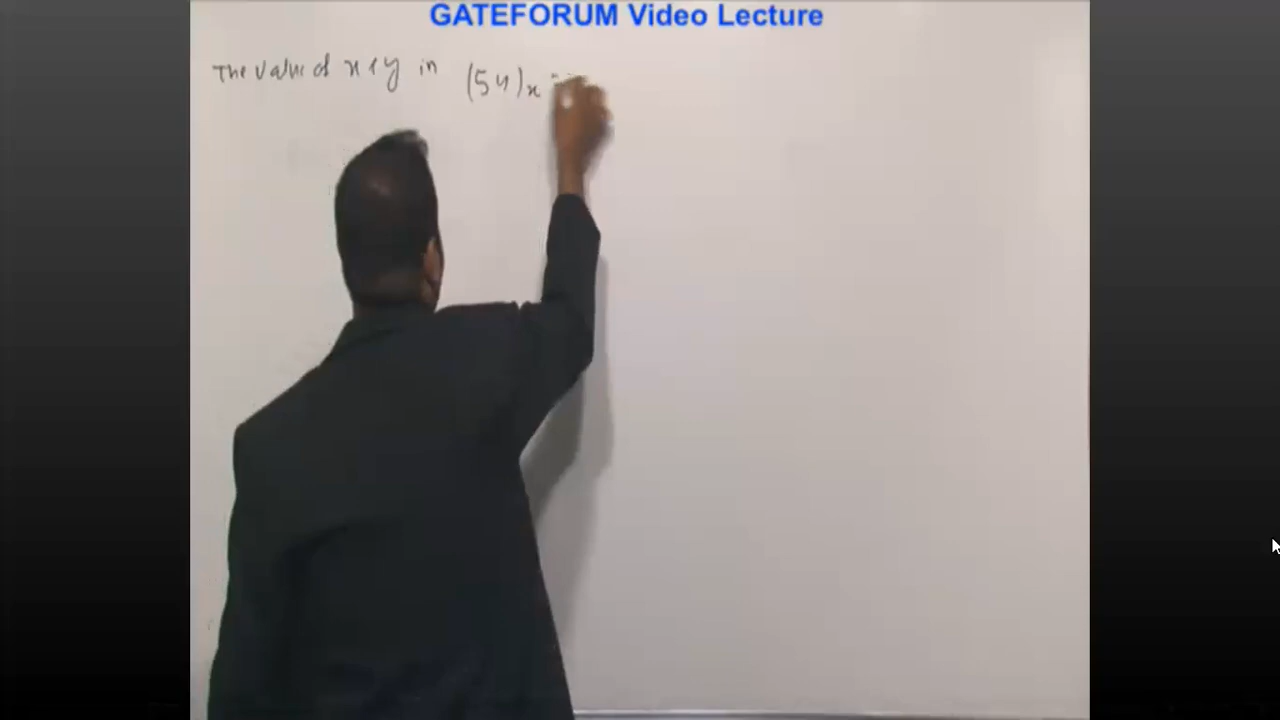 GATEFORUM Video Lecture
The value of x & y in (54)x =